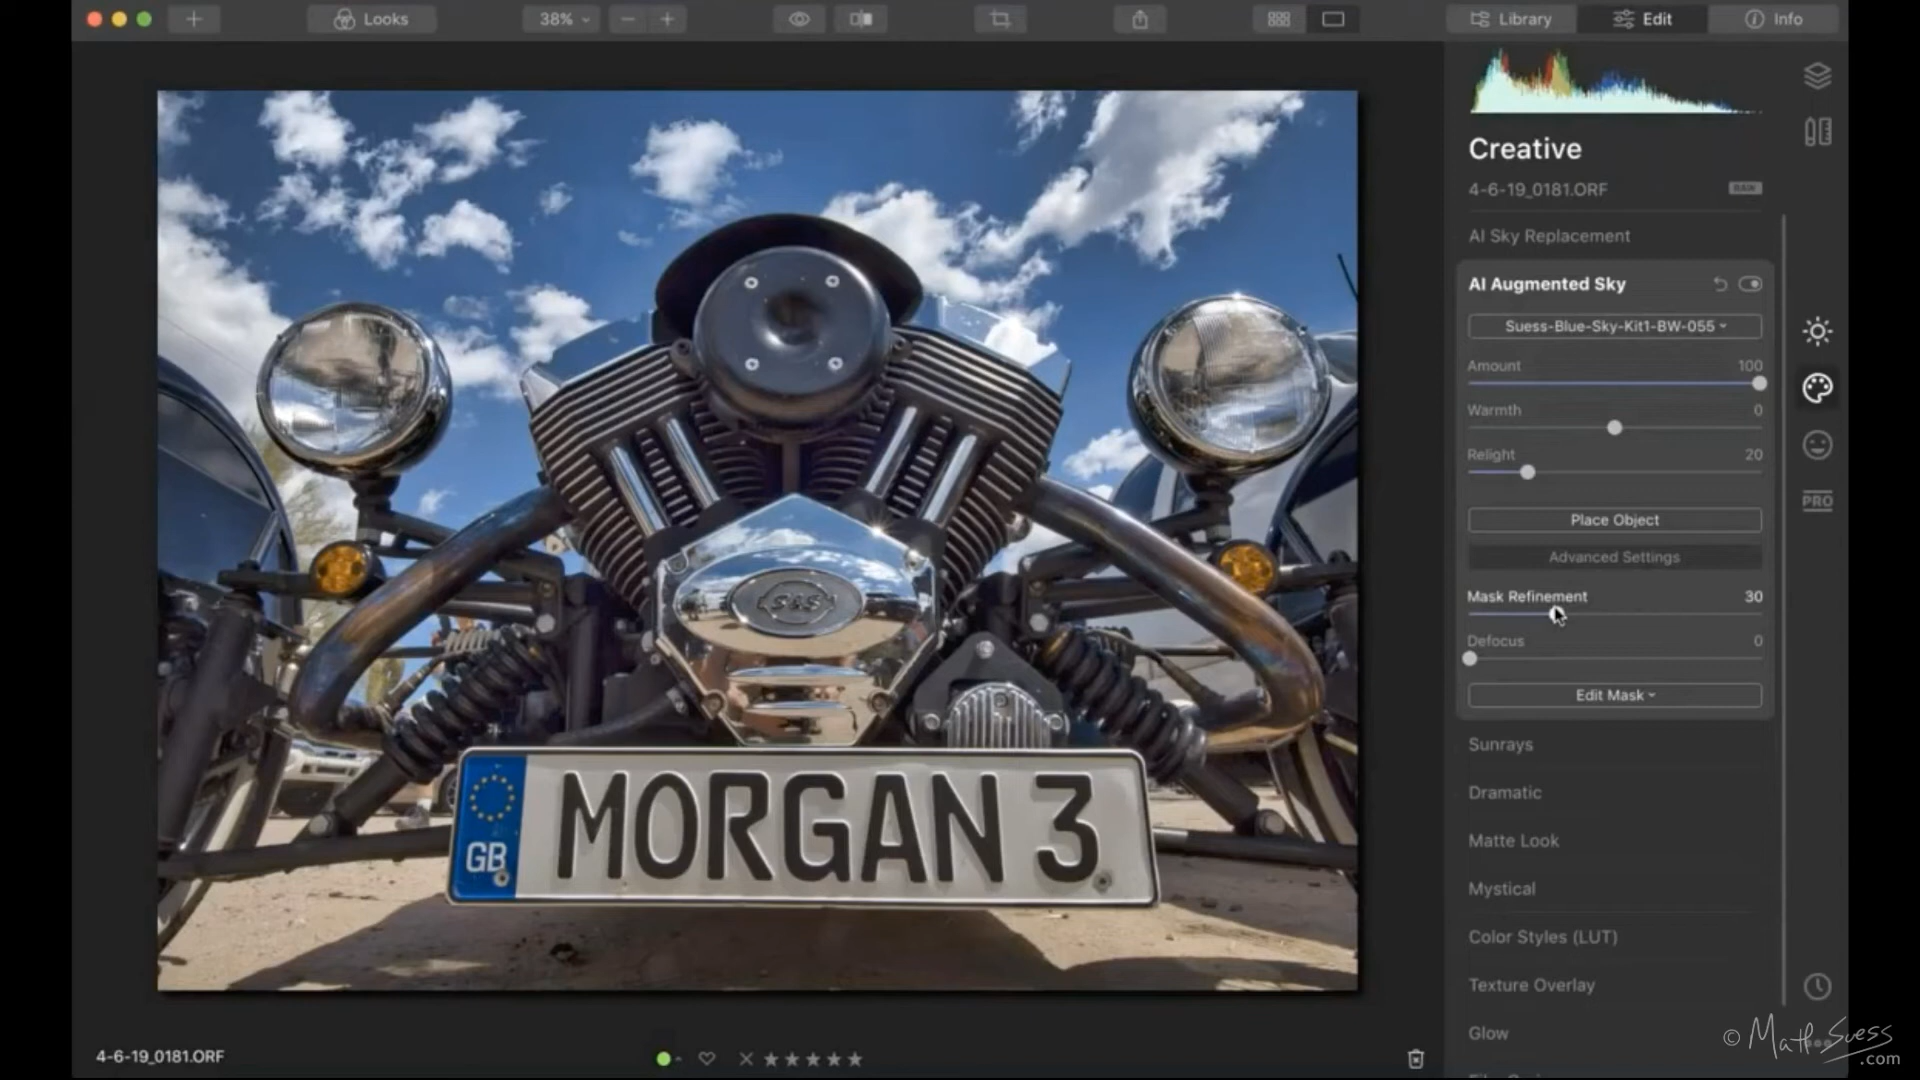 Looks
38%
Library
Edit
Info
Creative
4-6-19_0181.ORF
RAW
AI Sky Replacement
AI Augmented Sky
Suess-Blue-Sky-Kit1-BW-055
Amount 100
Warmth 0
Relight 20
Place Object
Advanced Settings
Mask Refinement 30
Defocus 0
Edit Mask
Sunrays
Dramatic
Matte Look
Mystical
Color Styles (LUT)
Texture Overlay
Glow
PRO
S&S
P
GB
MORGAN 3
4-6-19_0181.ORF
© Matt Suess
.com